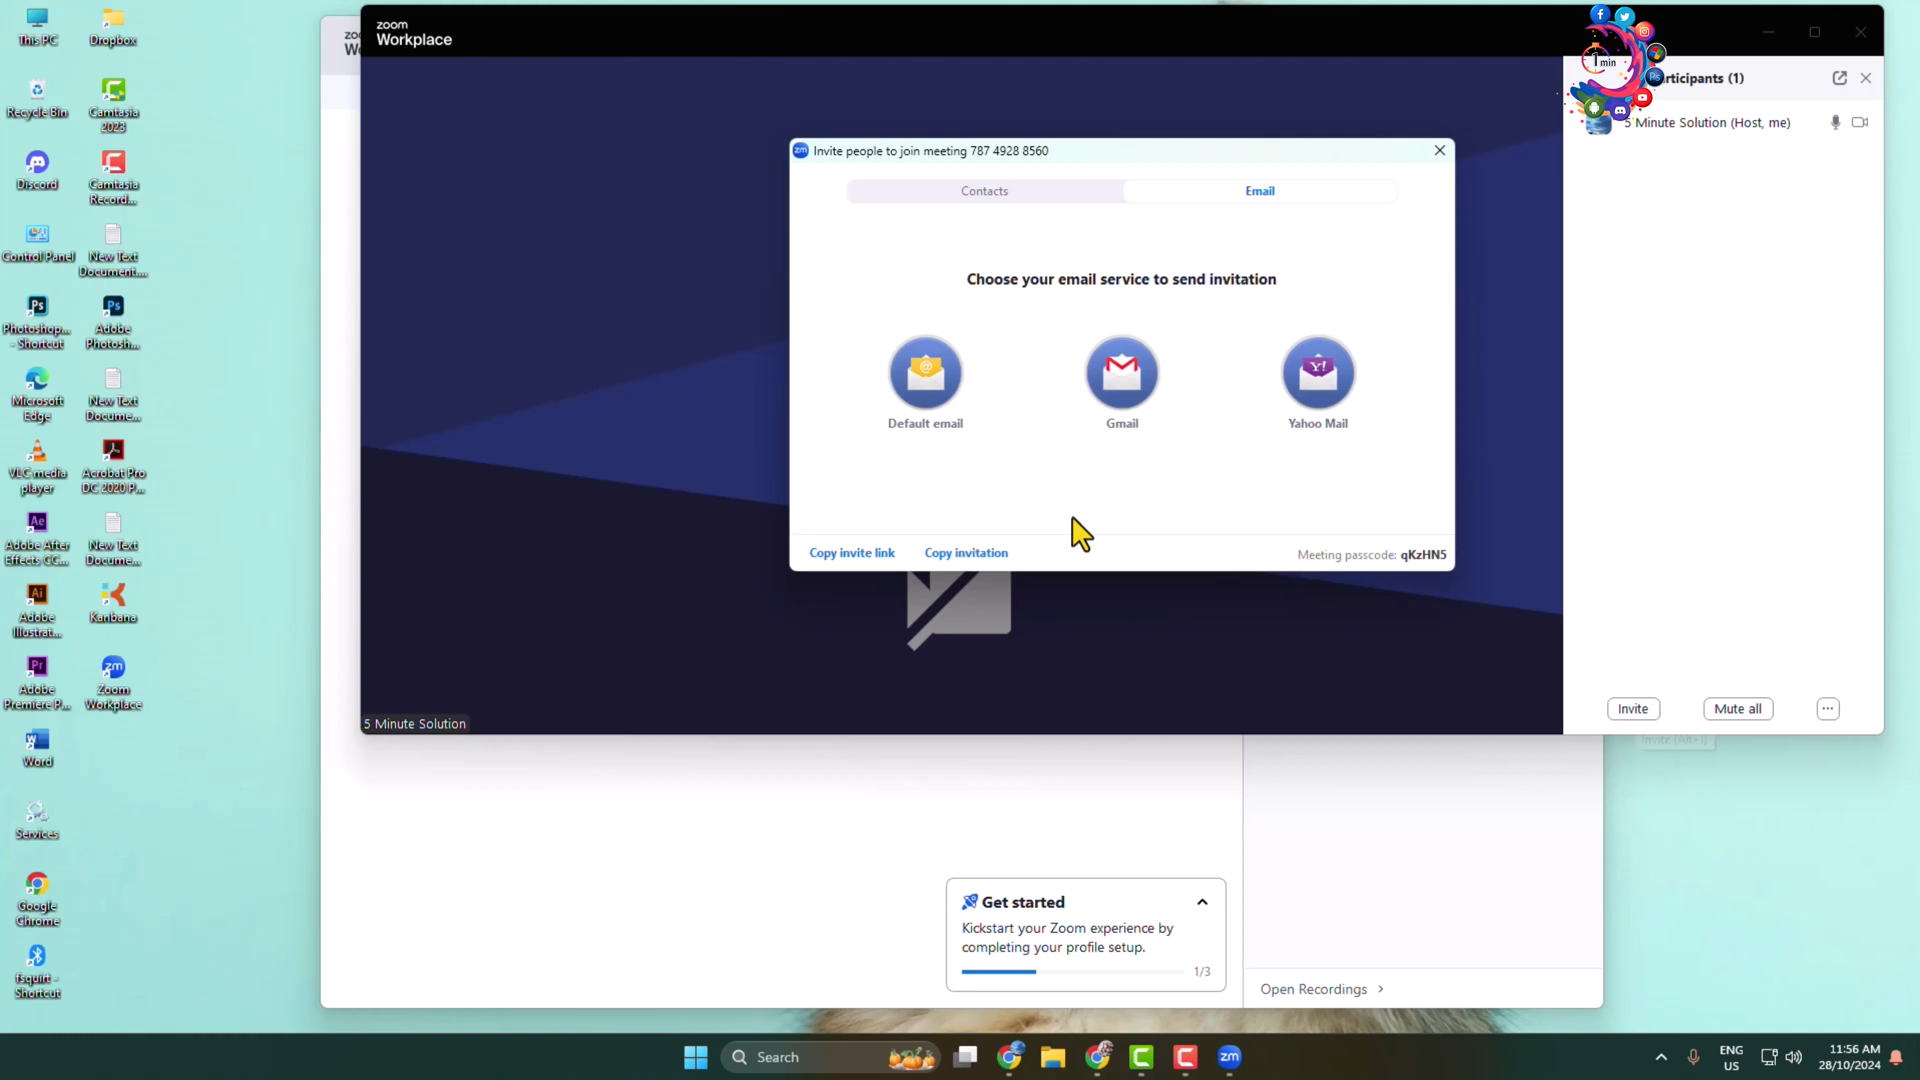 This PC
Dropbox
Recycle Bin
Camtasia
2023
Discord
Camtasia
Record...
Control Panel
New Text
Document....
Photoshop...
- Shortcut
Adobe
Photosh...
Microsoft
Edge
New Text
Docume...
VLC media
player
Acrobat Pro
DC 2020 P...
Adobe After
Effects CC...
New Text
Docume...
Adobe
Illustrat...
Kanbana
Adobe
Premiere P...
Zoom
Workplace
Word
Services
Google
Chrome
fsquirt -
Shortcut
zoom
Workplace
1 min
rticipants (1)
5 Minute Solution (Host, me)
Invite people to join meeting 787 4928 8560
Contacts
Email
Choose your email service to send invitation
Default email
Gmail
Yahoo Mail
Copy invite link
Copy invitation
Meeting passcode: qKzHN5
5 Minute Solution
Invite
Mute all
...
Invite (Alt+I)
Get started
Kickstart your Zoom experience by
completing your profile setup.
1/3
Open Recordings
Search
ENG
US
11:56 AM
28/10/2024